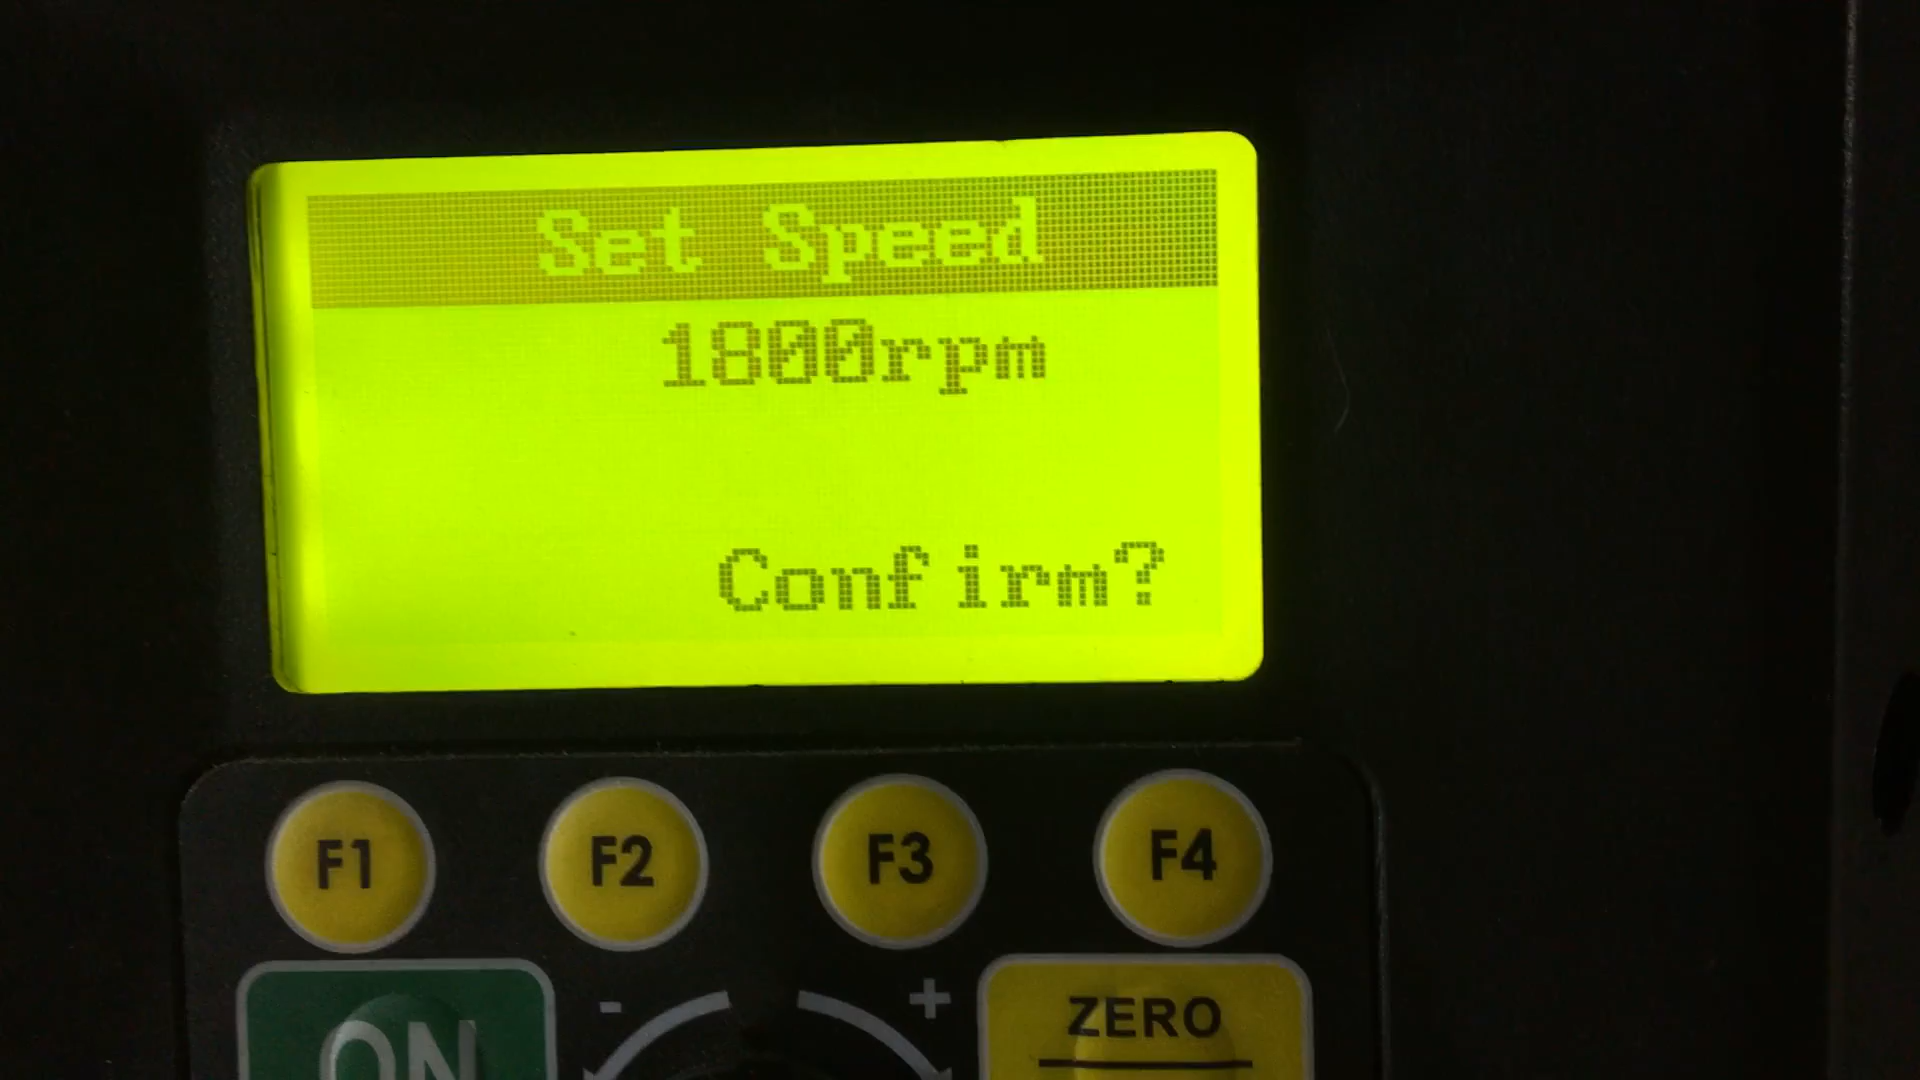 Set Speed
1800rpm
Confirm?
F1 F2 F3 F4
- +
ON
ZERO